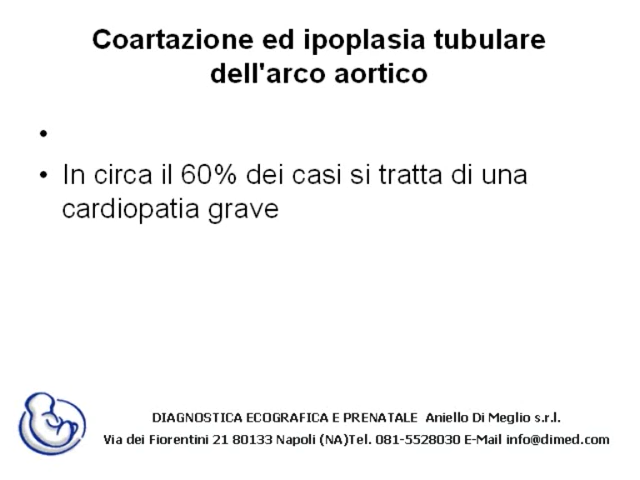 Coartazione ed ipoplasia tubulare
dell'arco aortico
•
• In circa il 60% dei casi si tratta di una
cardiopatia grave
DIAGNOSTICA ECOGRAFICA E PRENATALE Aniello Di Meglio s.r.l.
Via dei Fiorentini 21 80133 Napoli (NA)Tel. 081-5528030 E-Mail info@dimed.com